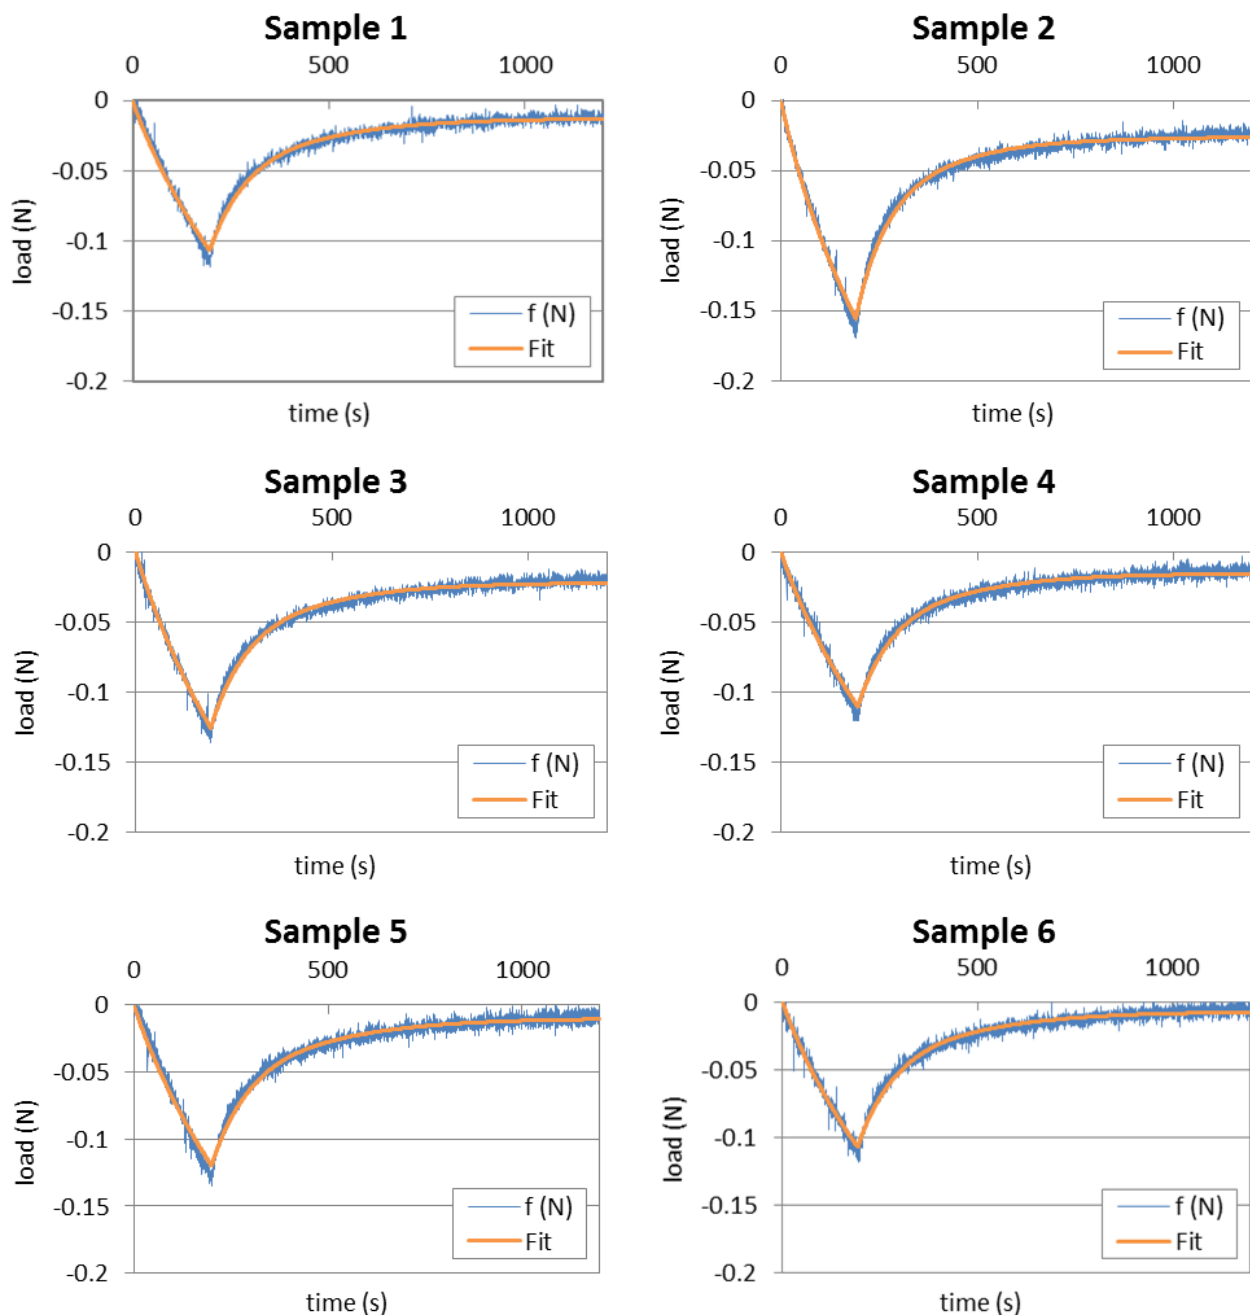 Sample 1
0 500 1000
0
-0.05
-0.1
-0.15
-0.2
load (N)
f (N)
Fit
time (s)
Sample 2
0 500 1000
0
-0.05
-0.1
-0.15
-0.2
load (N)
f (N)
Fit
time (s)
Sample 3
0 500 1000
0
-0.05
-0.1
-0.15
-0.2
load (N)
f (N)
Fit
time (s)
Sample 4
0 500 1000
0
-0.05
-0.1
-0.15
-0.2
load (N)
f (N)
Fit
time (s)
Sample 5
0 500 1000
0
-0.05
-0.1
-0.15
-0.2
load (N)
f (N)
Fit
time (s)
Sample 6
0 500 1000
0
-0.05
-0.1
-0.15
-0.2
load (N)
f (N)
Fit
time (s)